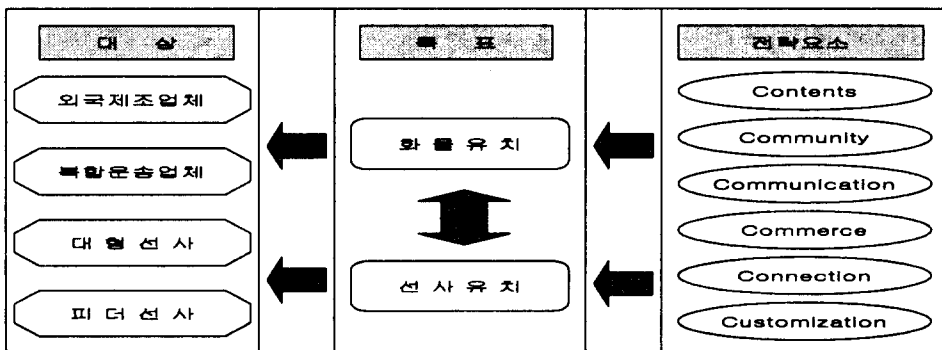 대 상
외국제조업체
복합운송업체
대 형 선 사
피 더 선 사
목 표
화 물 유 치
선 사 유 치
전략요소
Contents
Community
Communication
Commerce
Connection
Customization